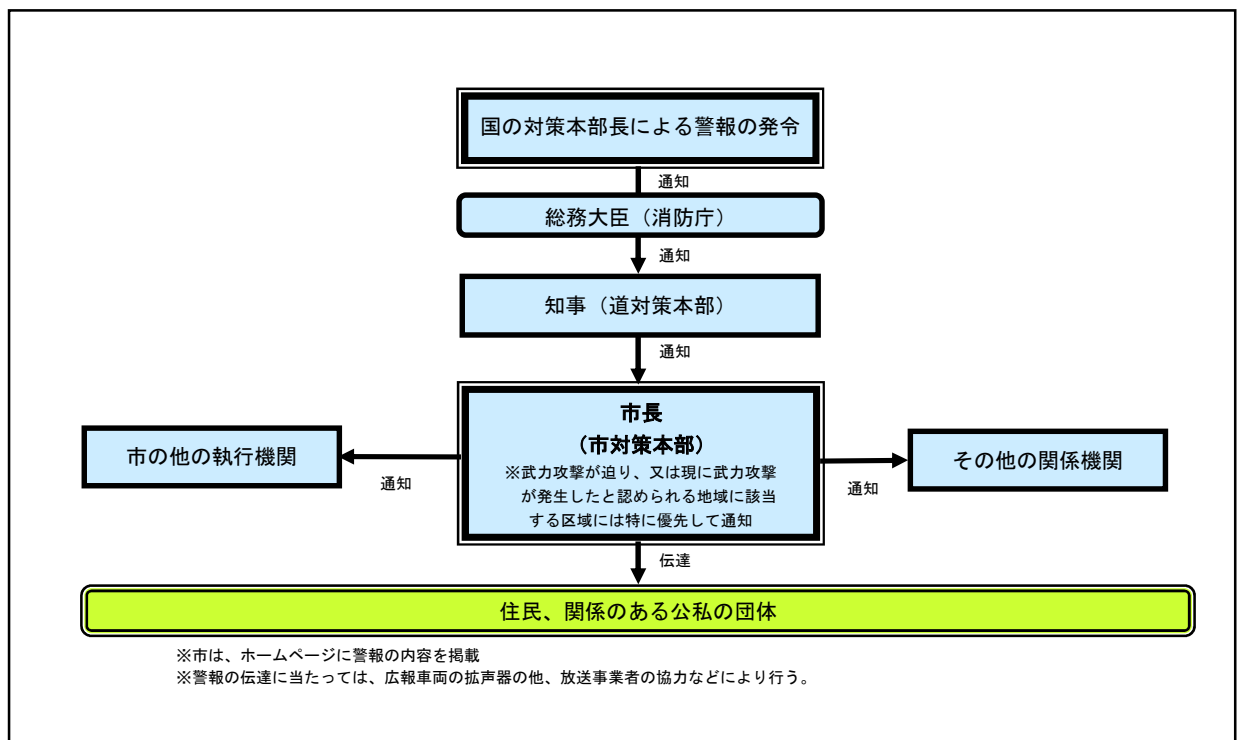 国の対策本部長による警報の発令
通知
総務大臣（消防庁）
通知
知事（道対策本部）
通知
市長
（市対策本部）
※武力攻撃が迫り、又は現に武力攻撃
が発生したと認められる地域に該当
する区域には特に優先して通知
市の他の執行機関
通知
その他の関係機関
通知
伝達
住民、関係のある公私の団体
※市は、ホームページに警報の内容を掲載
※警報の伝達に当たっては、広報車両の拡声器の他、放送事業者の協力などにより行う。